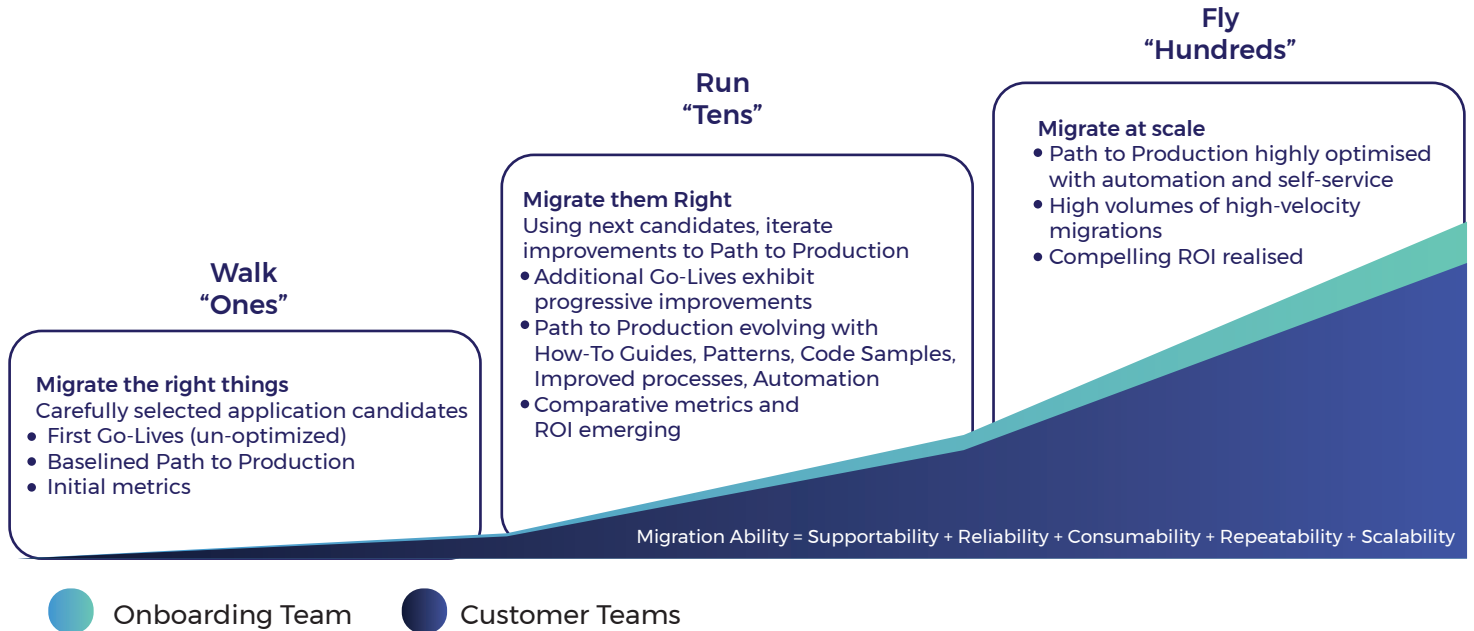 Walk
“Ones”
Migrate the right things
Carefully selected application candidates
• First Go-Lives (un-optimized)
• Baselined Path to Production
• Initial metrics
Run
“Tens”
Migrate them Right
Using next candidates, iterate
improvements to Path to Production
• Additional Go-Lives exhibit
progressive improvements
• Path to Production evolving with
How-To Guides, Patterns, Code Samples,
Improved processes, Automation
• Comparative metrics and
ROI emerging
Fly
“Hundreds”
Migrate at scale
• Path to Production highly optimised
with automation and self-service
• High volumes of high-velocity
migrations
• Compelling ROI realised
Migration Ability = Supportability + Reliability + Consumability + Repeatability + Scalability
Onboarding Team
Customer Teams